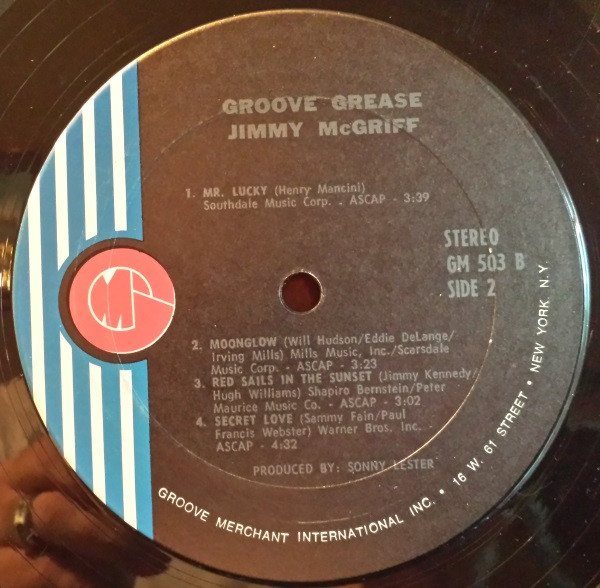 GROOVE GREASE
JIMMY McGRIFF
1. MR. LUCKY (Henry Mancini)
Southdale Music Corp. - ASCAP - 3:39
STEREO
GM 503 B
SIDE 2
2. MOONGLOW (Will Hudson/Eddie DeLange/
Irving Mills) Mills Music, Inc./Scarsdale
Music Corp. - ASCAP - 3:23
3. RED SAILS IN THE SUNSET (Jimmy Kennedy/
Hugh Williams) Shapiro Bernstein/Peter
Maurice Music Co. - ASCAP - 3:02
4. SECRET LOVE (Sammy Fain/Paul
Francis Webster) Warner Bros. Inc. -
ASCAP - 4:32
PRODUCED BY: SONNY LESTER
GROOVE MERCHANT INTERNATIONAL INC. • 16 W. 61 STREET • NEW YORK N.Y.